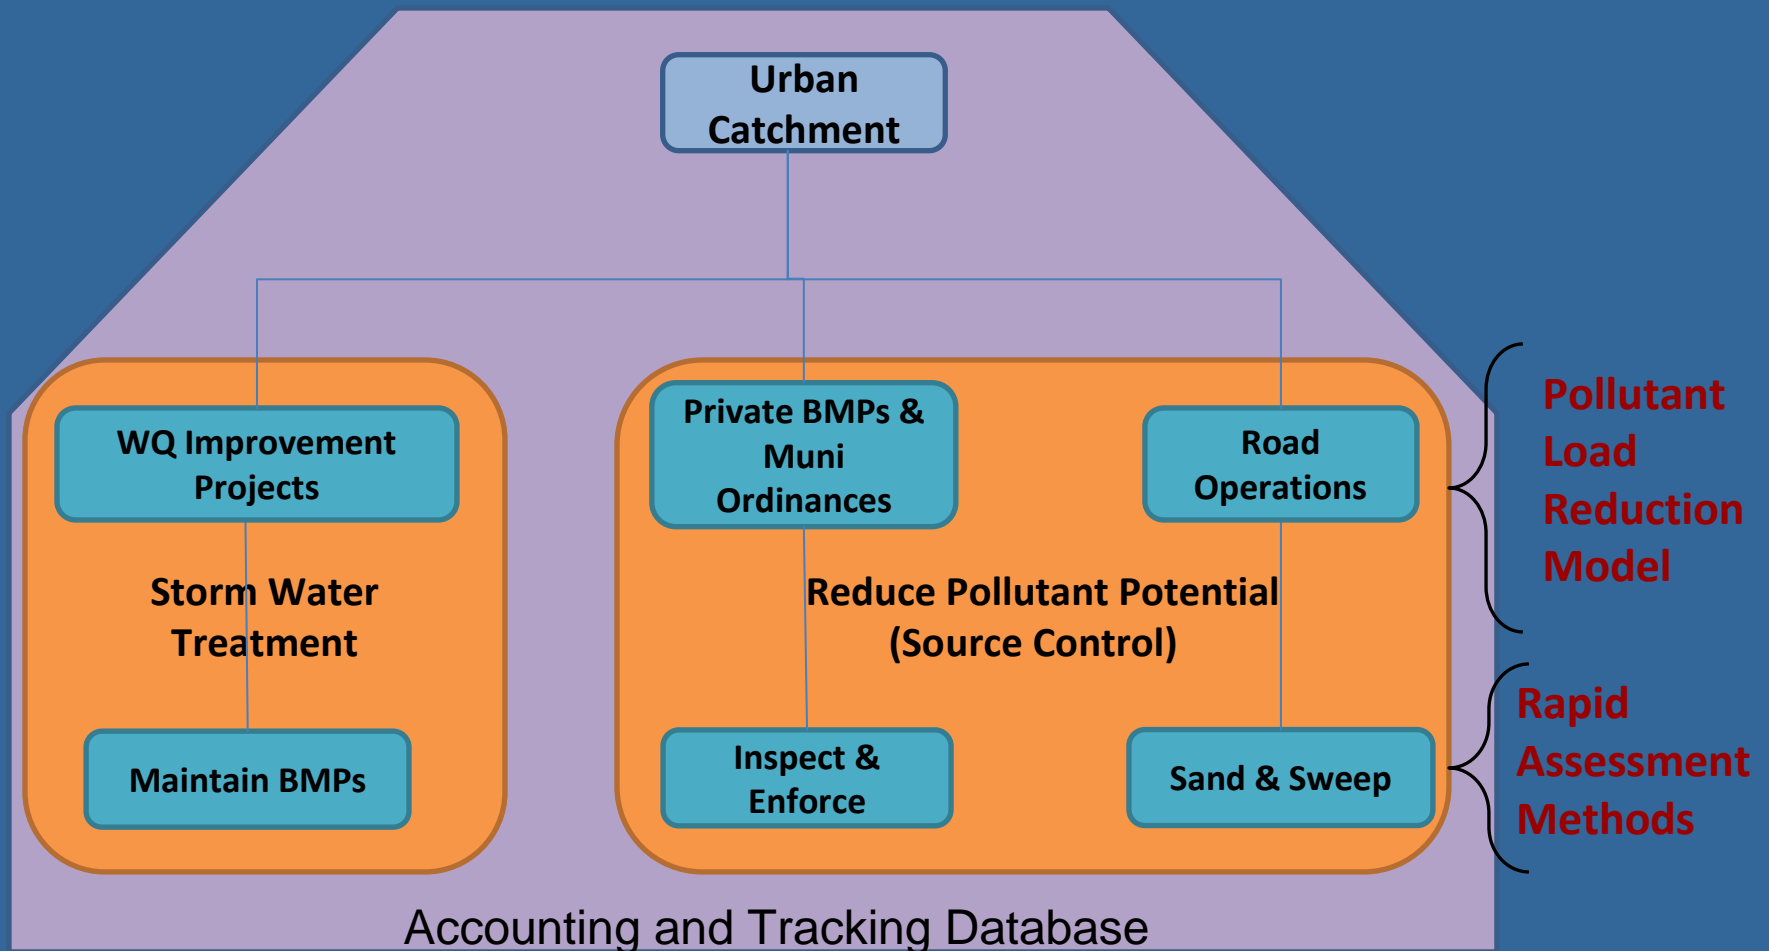 Urban
Catchment
WQ Improvement
Projects
Private BMPs &
Muni
Ordinances
Road
Operations
Pollutant
Load
Reduction
Model
Storm Water
Treatment
Reduce Pollutant Potential
(Source Control)
Maintain BMPs
Inspect &
Enforce
Sand & Sweep
Rapid
Assessment
Methods
Accounting and Tracking Database